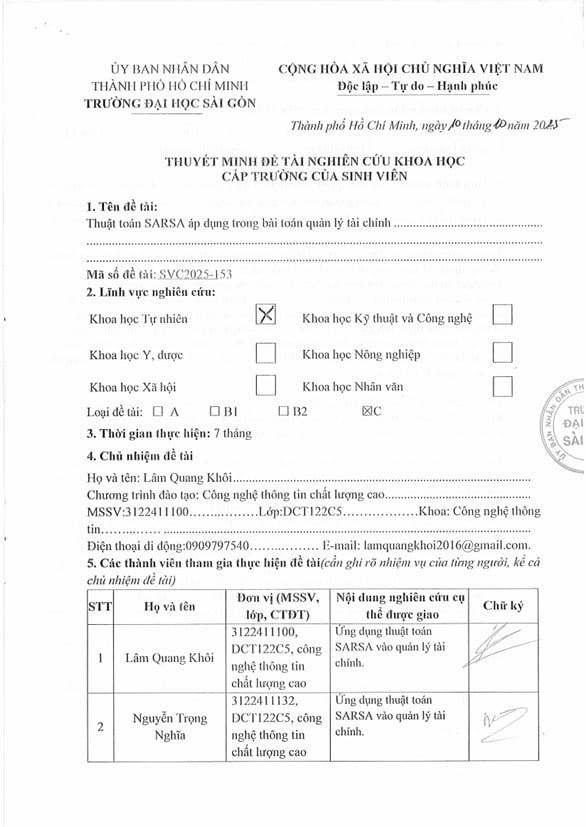 ỦY BAN NHÂN DÂN
THÀNH PHỐ HỒ CHÍ MINH
TRƯỜNG ĐẠI HỌC SÀI GÒN
CỘNG HÒA XÃ HỘI CHỦ NGHĨA VIỆT NAM
Độc lập – Tự do – Hạnh phúc
Thành phố Hồ Chí Minh, ngày 10 tháng 10 năm 2025
THUYẾT MINH ĐỀ TÀI NGHIÊN CỨU KHOA HỌC
CẤP TRƯỜNG CỦA SINH VIÊN
1. Tên đề tài:
Thuật toán SARSA áp dụng trong bài toán quản lý tài chính
Mã số đề tài: SVC2025-153
2. Lĩnh vực nghiên cứu:
Khoa học Tự nhiên ☒ Khoa học Kỹ thuật và Công nghệ ☐
Khoa học Y, dược ☐ Khoa học Nông nghiệp ☐
Khoa học Xã hội ☐ Khoa học Nhân văn ☐
Loại đề tài: ☐ A ☐ B1 ☐ B2 ☒C
3. Thời gian thực hiện: 7 tháng
4. Chủ nhiệm đề tài
Họ và tên: Lâm Quang Khôi
Chương trình đào tạo: Công nghệ thông tin chất lượng cao
MSSV:3122411100.................Lớp:DCT122C5..................Khoa: Công nghệ thông
tin
Điện thoại di động:0909797540................. E-mail: lamquangkhoi2016@gmail.com.
5. Các thành viên tham gia thực hiện đề tài(cần ghi rõ nhiệm vụ của từng người, kể cả
chủ nhiệm đề tài)
STT
Họ và tên
Đơn vị (MSSV,
lớp, CTĐT)
Nội dung nghiên cứu cụ
thể được giao
Chữ ký
1
Lâm Quang Khôi
3122411100,
DCT122C5, công
nghệ thông tin
chất lượng cao
Ứng dụng thuật toán
SARSA vào quản lý tài
chính.
2
Nguyễn Trọng
Nghĩa
3122411132,
DCT122C5, công
nghệ thông tin
chất lượng cao
Ứng dụng thuật toán
SARSA vào quản lý tài
chính.